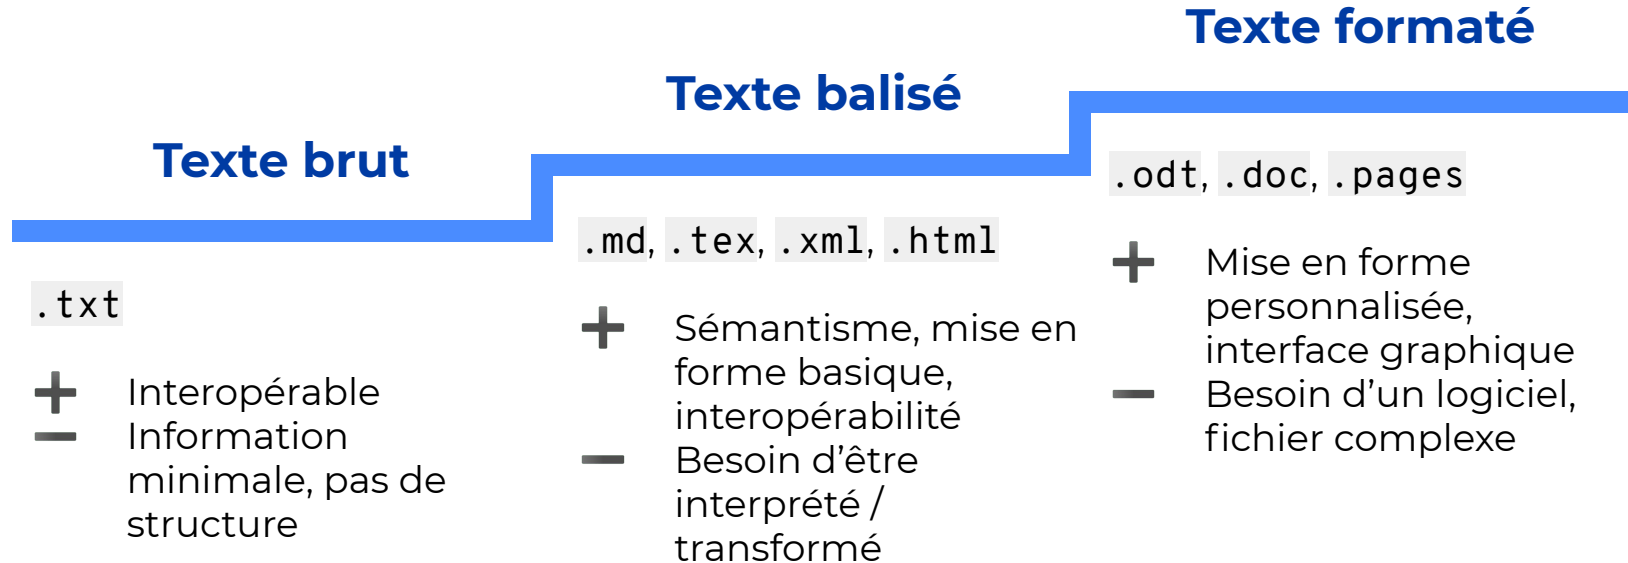 Texte brut
.txt
+ Interopérable
− Information
minimale, pas de
structure
Texte balisé
.md, .tex, .xml, .html
+ Sémantisme, mise en
forme basique,
interopérabilité
− Besoin d’être
interprété /
transformé
Texte formaté
.odt, .doc, .pages
+ Mise en forme
personnalisée,
interface graphique
− Besoin d’un logiciel,
fichier complexe